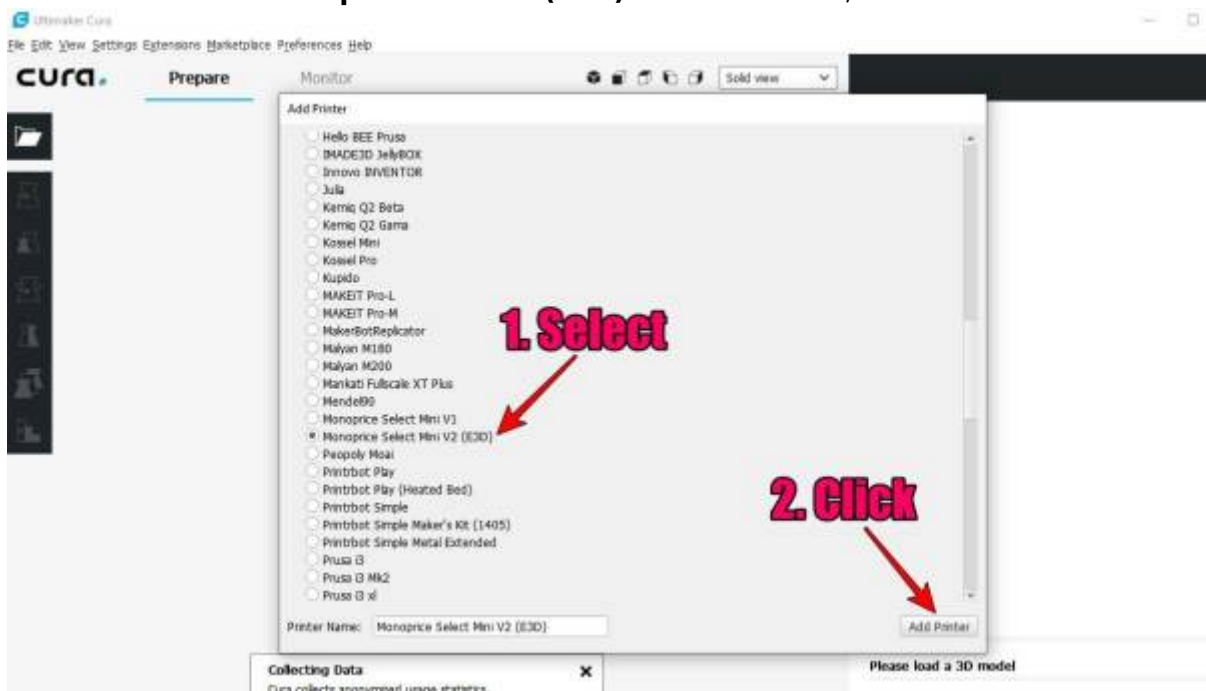 Ultimaker Cura
File Edit View Settings Extensions Marketplace Preferences Help
cura.
Prepare
Monitor
Solid view
Add Printer
Hello BEE Prusa
IMADE3D JellyBOX
Innovo INVENTOR
Julia
Kemiq Q2 Beta
Kemiq Q2 Gama
Kossel Mini
Kossel Pro
Kupido
MAKEiT Pro-L
MAKEiT Pro-M
MakerBotReplicator
Malyan M180
Malyan M200
Mankati Fullscale XT Plus
Mendel90
Monoprice Select Mini V1
Monoprice Select Mini V2 (E3D)
Peopoly Moai
Printrbot Play
Printrbot Play (Heated Bed)
Printrbot Simple
Printrbot Simple Maker's Kit (1405)
Printrbot Simple Metal Extended
Prusa i3
Prusa i3 Mk2
Prusa i3 xl
1. Select
2. Click
Printer Name: Monoprice Select Mini V2 (E3D)
Add Printer
Collecting Data
Cura collects anonymised usage statistics
Please load a 3D model